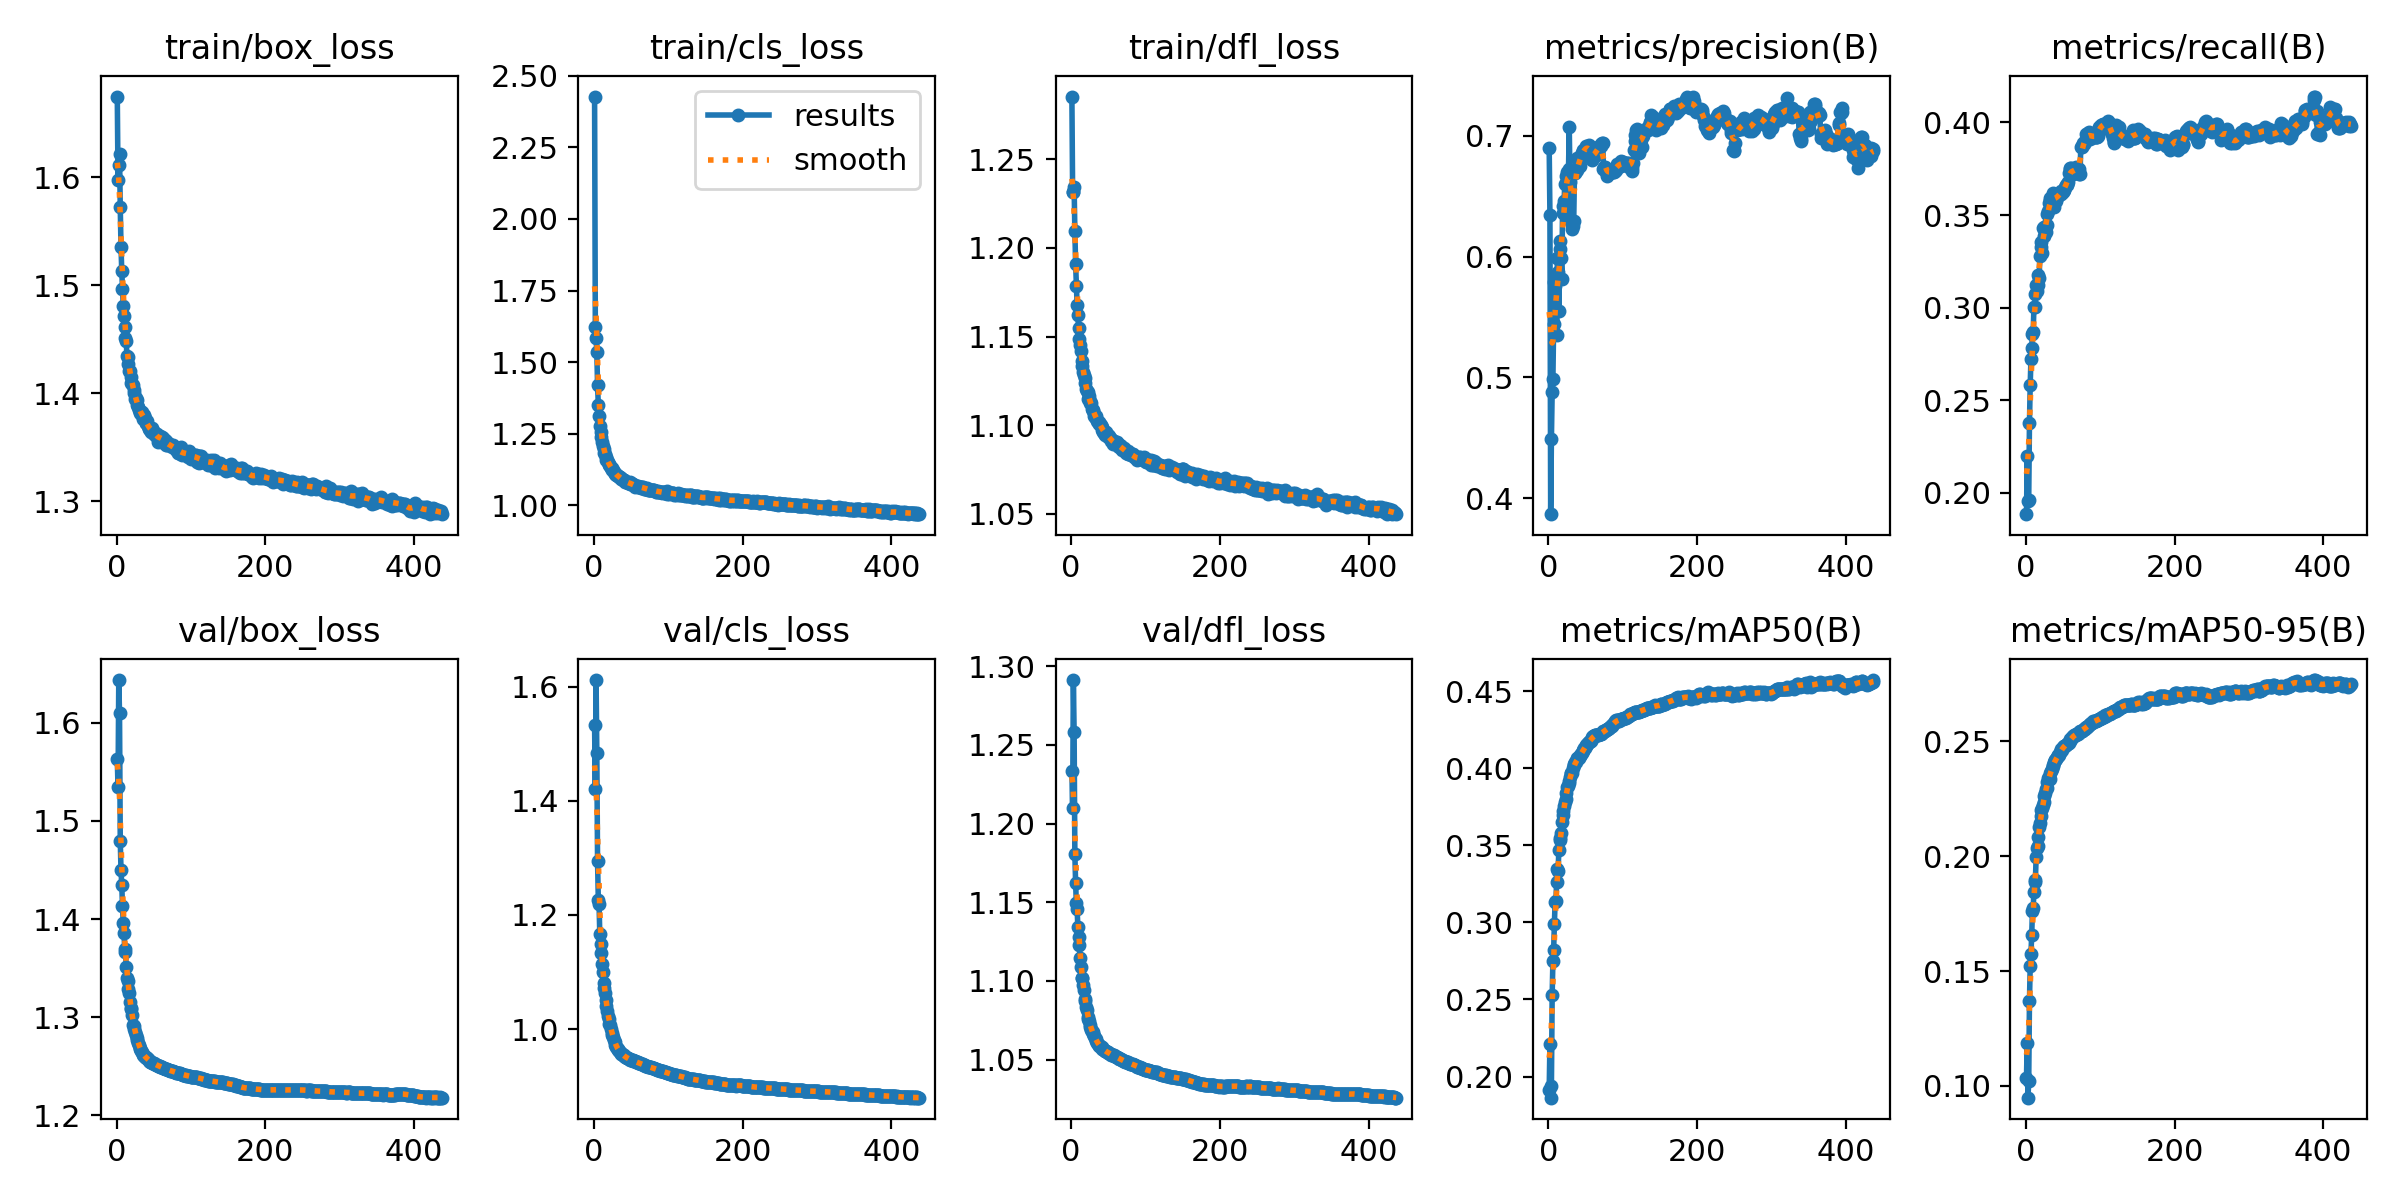 train/box_loss
1.6
1.5
1.4
1.3
0 200 400
train/cls_loss
2.50
2.25
2.00
1.75
1.50
1.25
1.00
results
smooth
0 200 400
train/dfl_loss
1.25
1.20
1.15
1.10
1.05
0 200 400
metrics/precision(B)
0.7
0.6
0.5
0.4
0 200 400
metrics/recall(B)
0.40
0.35
0.30
0.25
0.20
0 200 400
val/box_loss
1.6
1.5
1.4
1.3
1.2
0 200 400
val/cls_loss
1.6
1.4
1.2
1.0
0 200 400
val/dfl_loss
1.30
1.25
1.20
1.15
1.10
1.05
0 200 400
metrics/mAP50(B)
0.45
0.40
0.35
0.30
0.25
0.20
0 200 400
metrics/mAP50-95(B)
0.25
0.20
0.15
0.10
0 200 400